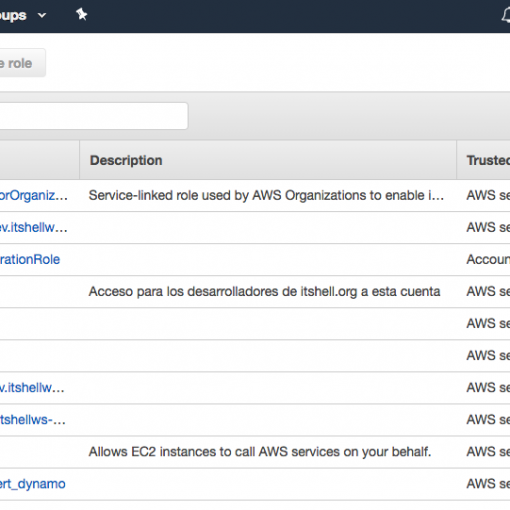 oups
e role
Description Trusted
orOrganiz... Service-linked role used by AWS Organizations to enable i... AWS se
ev.itshellw... AWS se
rationRole Accoun
Acceso para los desarrolladores de itshell.org a esta cuenta AWS se
AWS se
AWS se
v.itshellw... AWS se
tshellws-... AWS se
Allows EC2 instances to call AWS services on your behalf. AWS se
ert_dynamo AWS se